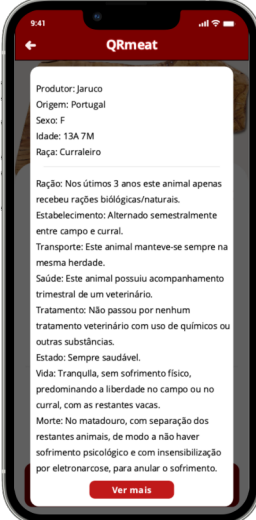 9:41
QRmeat
Produtor: Jaruco
Origem: Portugal
Sexo: F
Idade: 13A 7M
Raça: Curraleiro
Ração: Nos útimos 3 anos este animal apenas
recebeu rações biólógicas/naturais.
Estabelecimento: Alternado semestralmente
entre campo e curral.
Transporte: Este animal manteve-se sempre na
mesma herdade.
Saúde: Este animal possuiu acompanhamento
trimestral de um veterinário.
Tratamento: Não passou por nenhum
tratamento veterinário com uso de químicos ou
outras substâncias.
Estado: Sempre saudável.
Vida: Tranqulla, sem sofrimento físico,
predominando a liberdade no campo ou no
curral, com as restantes vacas.
Morte: No matadouro, com separação dos
restantes animais, de modo a não haver
sofrimento psicológico e com insensibilização
por eletronarcose, para anular o sofrimento.
Ver mais